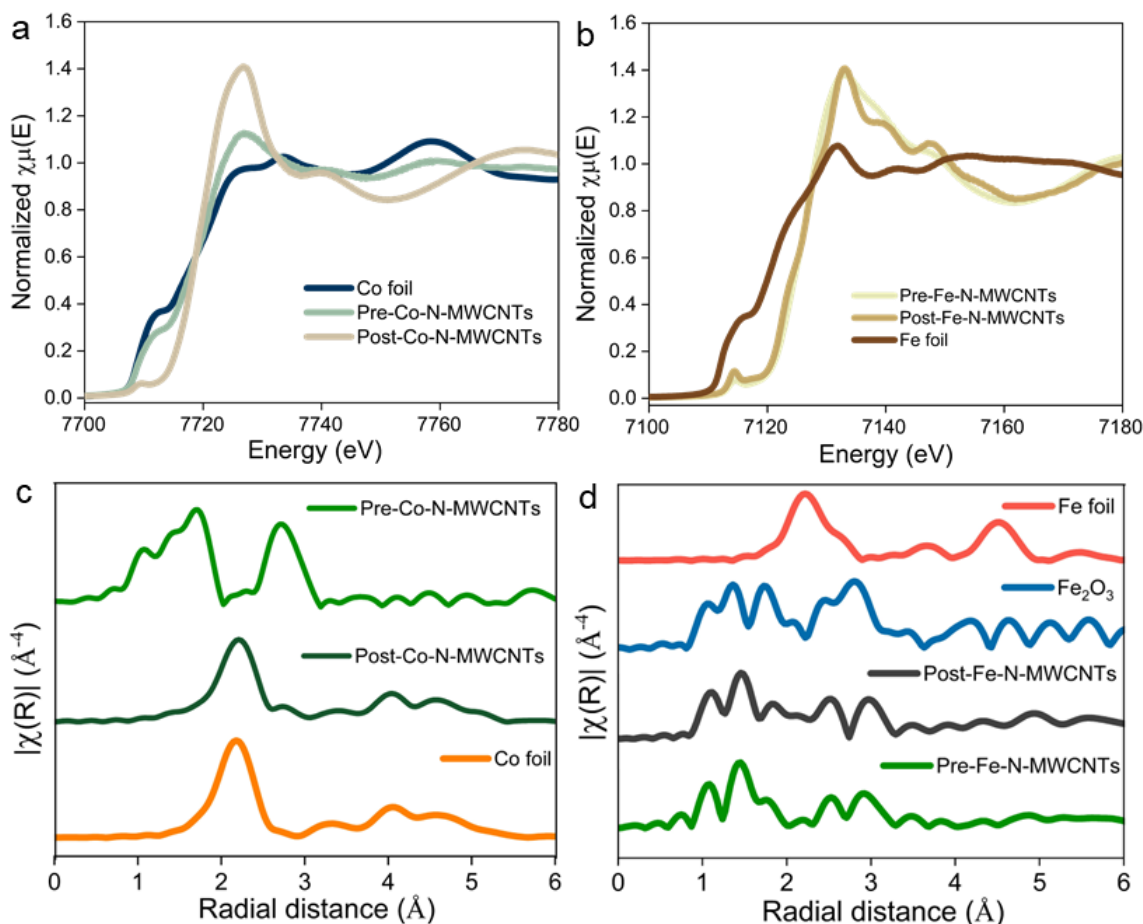 a
1.6
1.4
1.2
1.0
0.8
0.6
0.4
0.2
0.0
Normalized χμ(E)
Co foil
Pre-Co-N-MWCNTs
Post-Co-N-MWCNTs
7700
7720
7740
7760
7780
Energy (eV)
b
1.6
1.4
1.2
1.0
0.8
0.6
0.4
0.2
0.0
Normalized χμ(E)
Pre-Fe-N-MWCNTs
Post-Fe-N-MWCNTs
Fe foil
7100
7120
7140
7160
7180
Energy (eV)
c
|χ(R)| (Å⁻⁴)
Pre-Co-N-MWCNTs
Post-Co-N-MWCNTs
Co foil
0
1
2
3
4
5
6
Radial distance (Å)
d
|χ(R)| (Å⁻⁴)
Fe foil
Fe₂O₃
Post-Fe-N-MWCNTs
Pre-Fe-N-MWCNTs
0
1
2
3
4
5
6
Radial distance (Å)